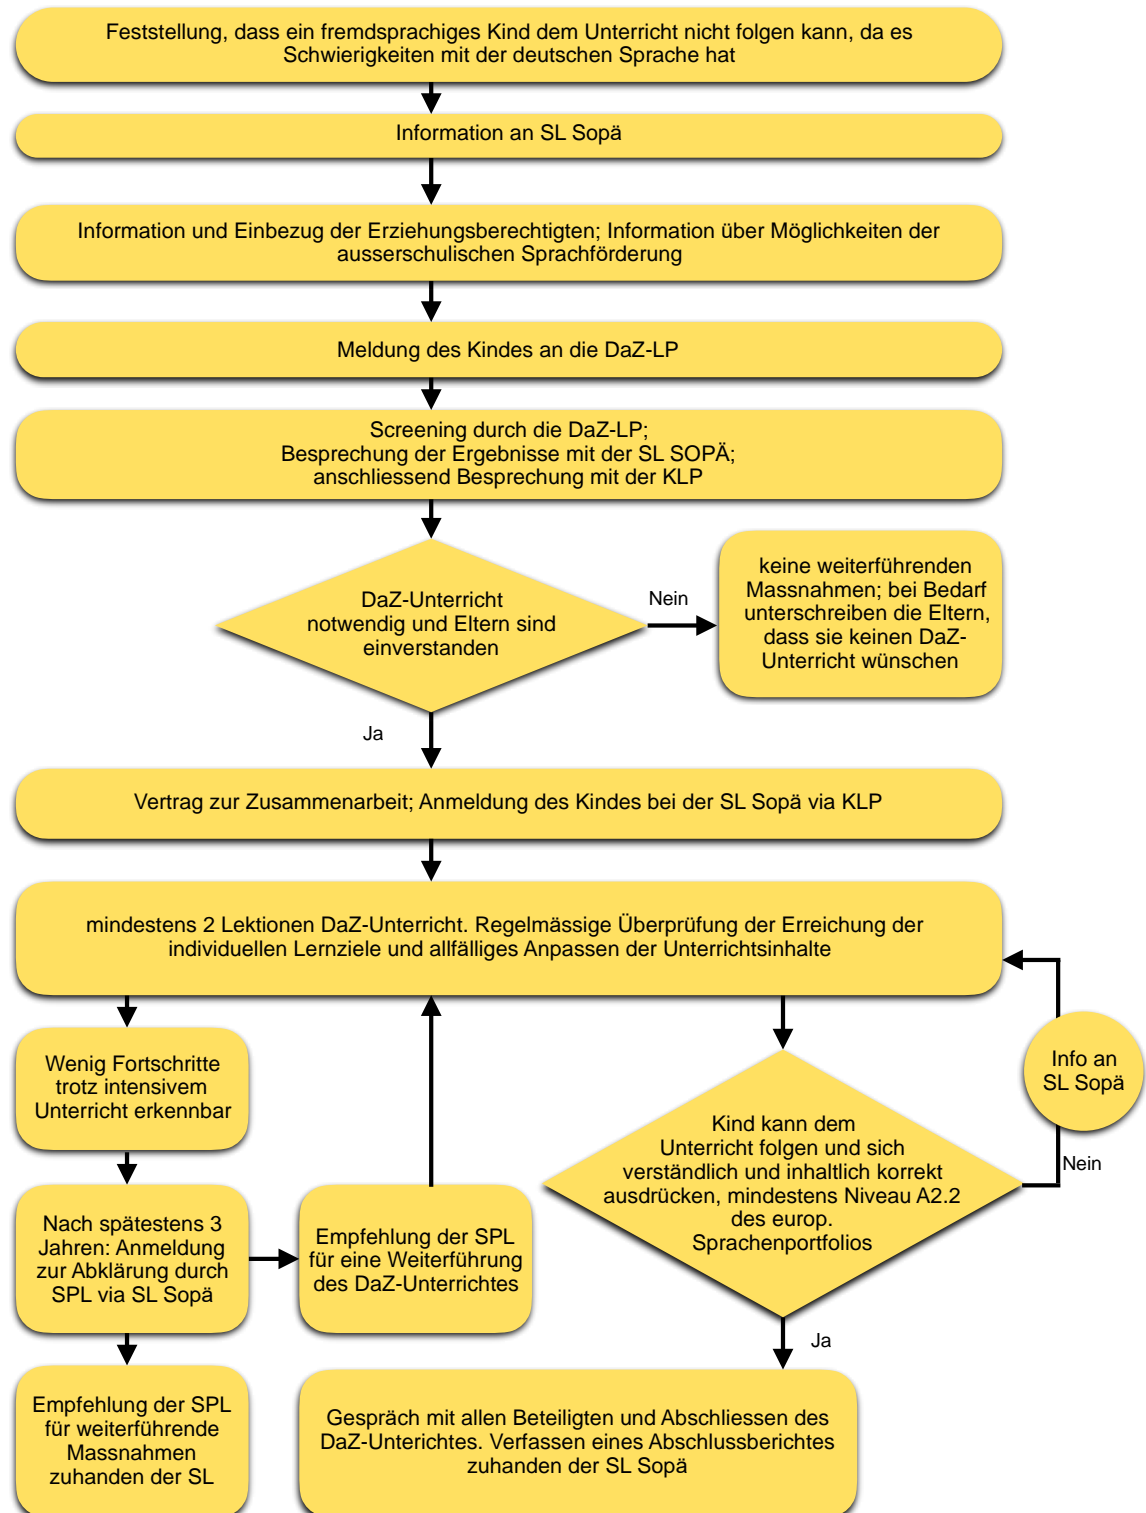 Feststellung, dass ein fremdsprachiges Kind dem Unterricht nicht folgen kann, da es
Schwierigkeiten mit der deutschen Sprache hat
Information an SL Sopä
Information und Einbezug der Erziehungsberechtigten; Information über Möglichkeiten der
ausserschulischen Sprachförderung
Meldung des Kindes an die DaZ-LP
Screening durch die DaZ-LP;
Besprechung der Ergebnisse mit der SL SOPÄ;
anschliessend Besprechung mit der KLP
DaZ-Unterricht
notwendig und Eltern sind
einverstanden
Nein
keine weiterführenden
Massnahmen; bei Bedarf
unterschreiben die Eltern,
dass sie keinen DaZ-
Unterricht wünschen
Ja
Vertrag zur Zusammenarbeit; Anmeldung des Kindes bei der SL Sopä via KLP
mindestens 2 Lektionen DaZ-Unterricht. Regelmässige Überprüfung der Erreichung der
individuellen Lernziele und allfälliges Anpassen der Unterrichtsinhalte
Wenig Fortschritte
trotz intensivem
Unterricht erkennbar
Nach spätestens 3
Jahren: Anmeldung
zur Abklärung durch
SPL via SL Sopä
Empfehlung der SPL
für eine Weiterführung
des DaZ-Unterrichtes
Empfehlung der SPL
für weiterführende
Massnahmen
zuhanden der SL
Kind kann dem
Unterricht folgen und sich
verständlich und inhaltlich korrekt
ausdrücken, mindestens Niveau A2.2
des europ.
Sprachenportfolios
Nein
Info an
SL Sopä
Ja
Gespräch mit allen Beteiligten und Abschliessen des
DaZ-Unterichtes. Verfassen eines Abschlussberichtes
zuhanden der SL Sopä